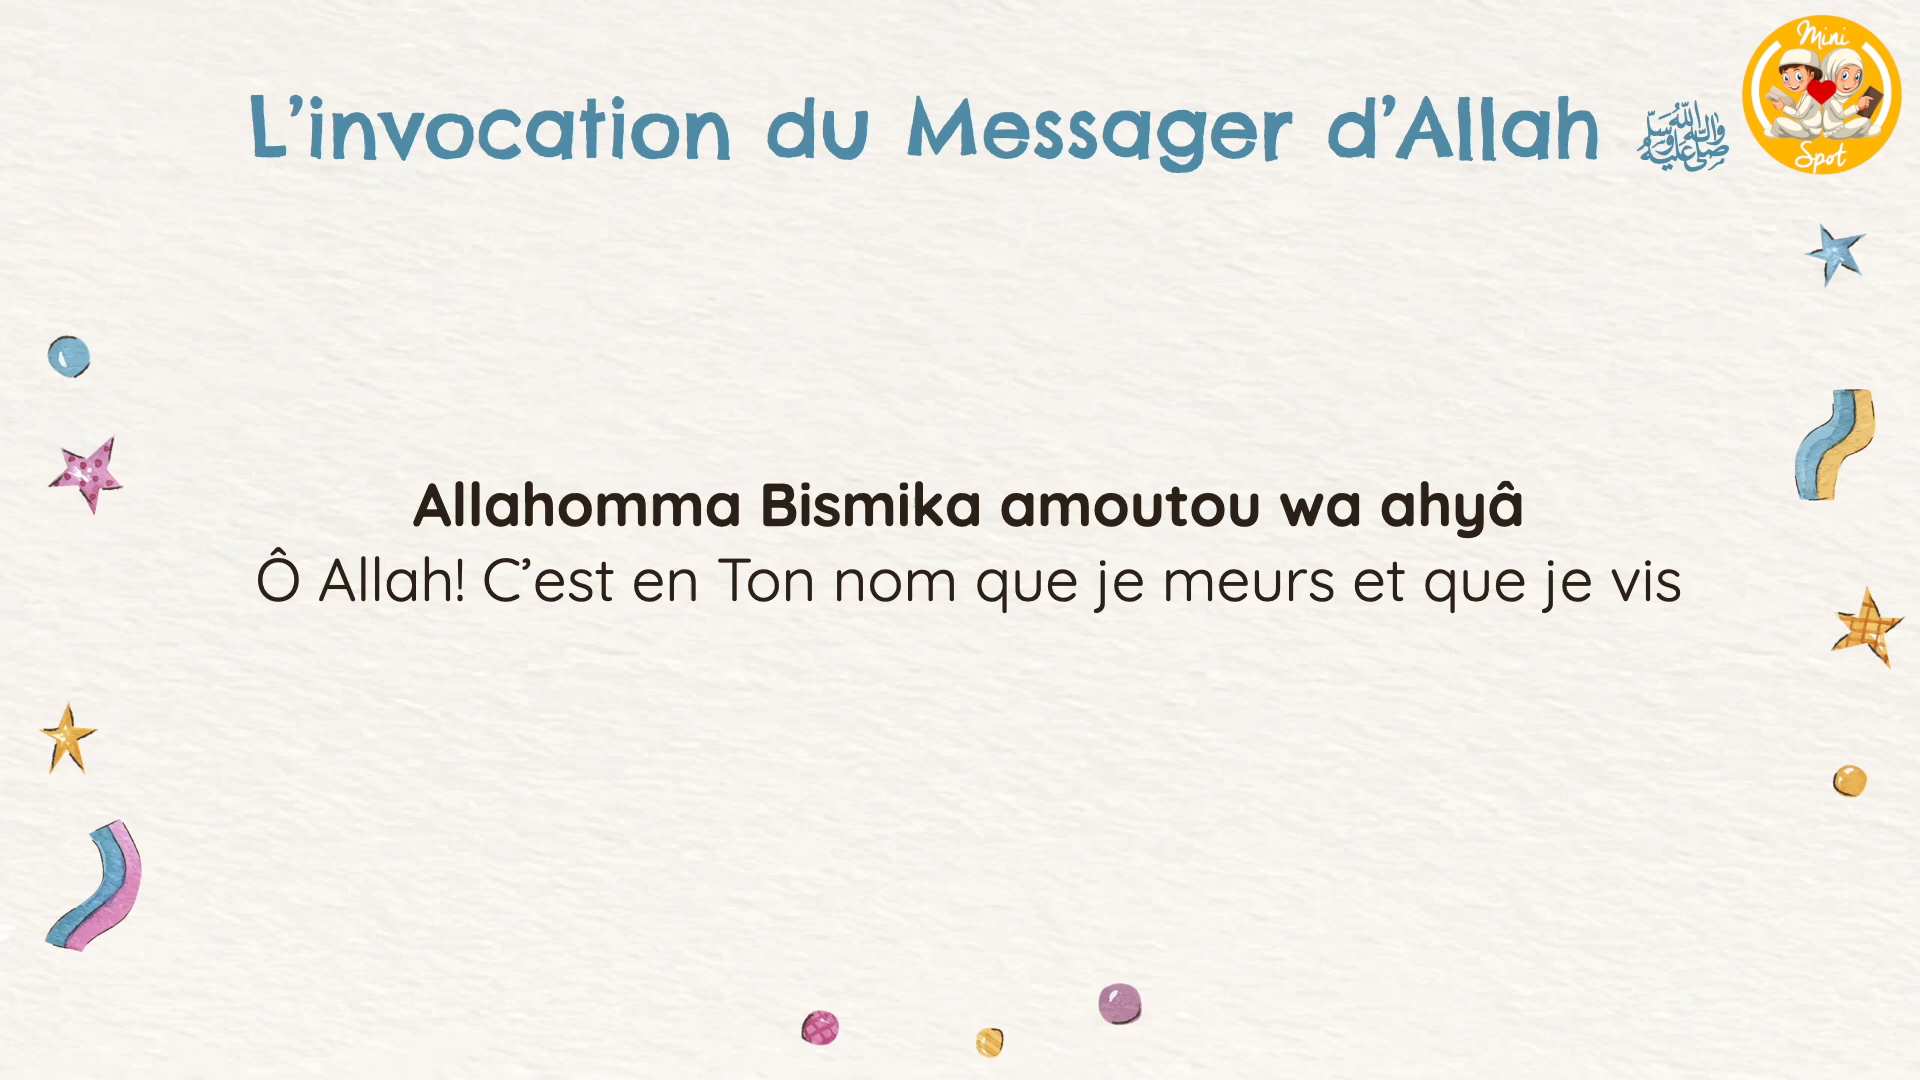 L'invocation du Messager d'Allah ﷺ
Mini
Spot
Allahomma Bismika amoutou wa ahyâ
Ô Allah! C'est en Ton nom que je meurs et que je vis